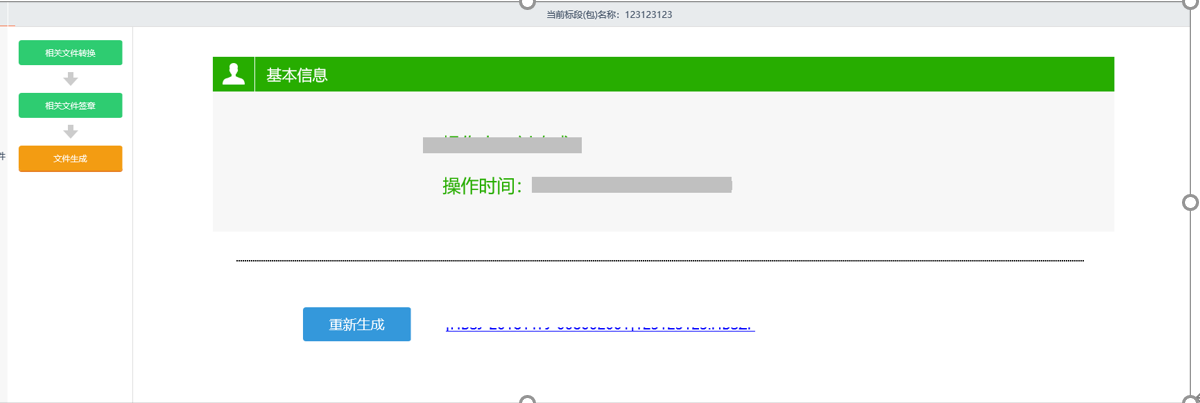 当前标段(包)名称：123123123
相关文件转换
相关文件签章
件
文件生成
基本信息
操作时间：
重新生成